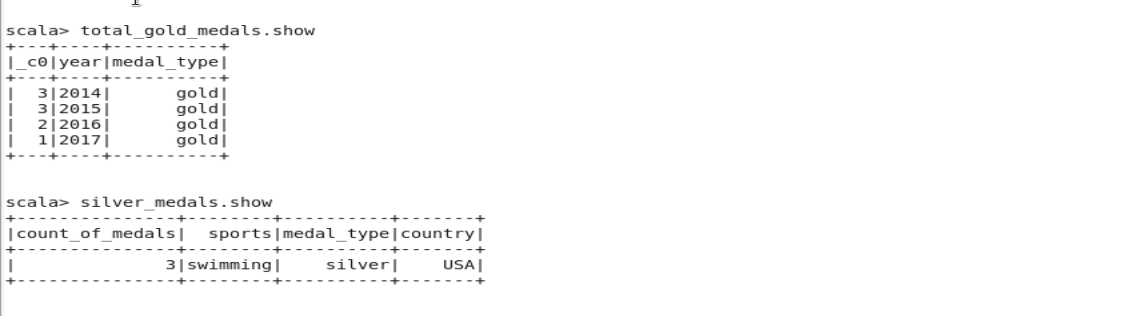 scala> total_gold_medals.show
+---+----+----------+
|_c0|year|medal_type|
+---+----+----------+
|  3|2014|      gold|
|  3|2015|      gold|
|  2|2016|      gold|
|  1|2017|      gold|
+---+----+----------+
scala> silver_medals.show
+---------------+--------+----------+-------+
|count_of_medals|  sports|medal_type|country|
+---------------+--------+----------+-------+
|              3|swimming|    silver|    USA|
+---------------+--------+----------+-------+